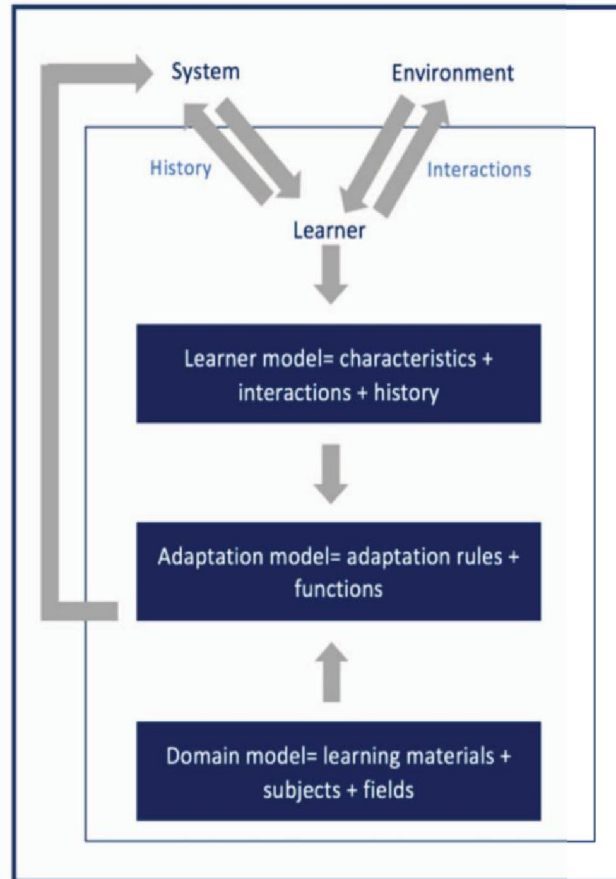 System
Environment
History
Interactions
Learner
Learner model= characteristics +
interactions + history
Adaptation model= adaptation rules +
functions
Domain model= learning materials +
subjects + fields